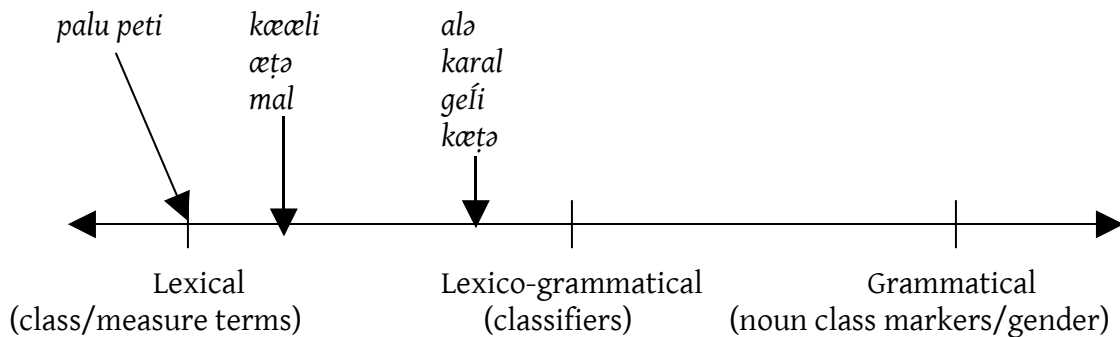 palu peti kææli alə
æṭə karal
mal geḹi
kæṭə
Lexical Lexico-grammatical Grammatical
(class/measure terms) (classifiers) (noun class markers/gender)